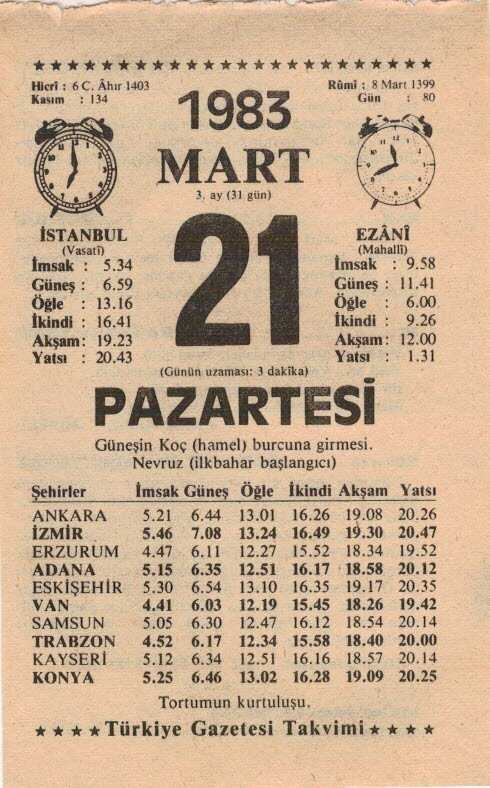 ★★★★★★★★★★★★★★★★★★★★★★★★
Hicrî : 6 C. Âhır 1403
Kasım : 134
Rûmî : 8 Mart 1399
Gün : 80
1983
MART
3. ay (31 gün)
21
(Günün uzaması: 3 dakika)
İSTANBUL
(Vasatî)
İmsak : 5.34
Güneş : 6.59
Öğle : 13.16
İkindi : 16.41
Akşam: 19.23
Yatsı : 20.43
EZÂNÎ
(Mahallî)
İmsak : 9.58
Güneş : 11.41
Öğle : 6.00
İkindi : 9.26
Akşam: 12.00
Yatsı : 1.31
PAZARTESİ
Güneşin Koç (hamel) burcuna girmesi.
Nevruz (ilkbahar başlangıcı)
Şehirler İmsak Güneş Öğle İkindi Akşam Yatsı
ANKARA 5.21 6.44 13.01 16.26 19.08 20.26
İZMİR 5.46 7.08 13.24 16.49 19.30 20.47
ERZURUM 4.47 6.11 12.27 15.52 18.34 19.52
ADANA 5.15 6.35 12.51 16.17 18.58 20.12
ESKİŞEHİR 5.30 6.54 13.10 16.35 19.17 20.35
VAN 4.41 6.03 12.19 15.45 18.26 19.42
SAMSUN 5.05 6.30 12.47 16.12 18.54 20.14
TRABZON 4.52 6.17 12.34 15.58 18.40 20.00
KAYSERİ 5.12 6.34 12.51 16.16 18.57 20.14
KONYA 5.25 6.46 13.02 16.28 19.09 20.25
Tortumun kurtuluşu.
★★★★Türkiye Gazetesi Takvimi★★★★